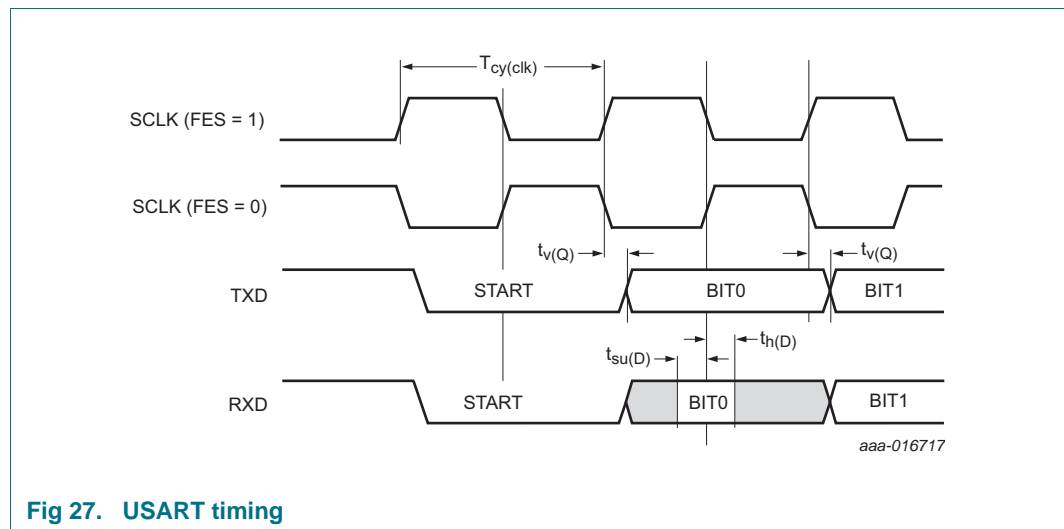 Tcy(clk)
SCLK (FES = 1)
SCLK (FES = 0)
tv(Q) tv(Q)
TXD START BIT0 BIT1
tsu(D) th(D)
RXD START BIT0 BIT1
aaa-016717
Fig 27. USART timing